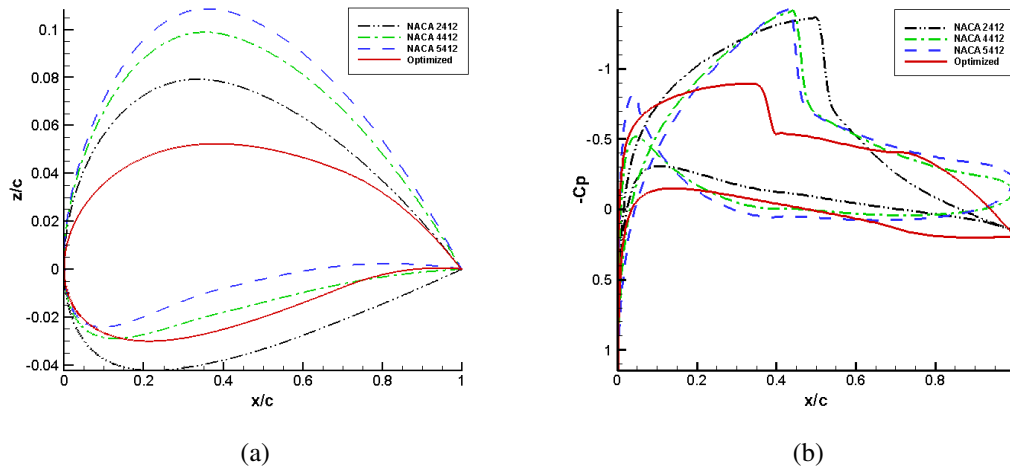 0.1
0.08
0.06
0.04
0.02
0
-0.02
-0.04
z/c
0
0.2
0.4
0.6
0.8
1
x/c
NACA 2412
NACA 4412
NACA 5412
Optimized
(a)
-1
-0.5
0
0.5
1
-Cp
0
0.2
0.4
0.6
0.8
x/c
NACA 2412
NACA 4412
NACA 5412
Optimized
(b)